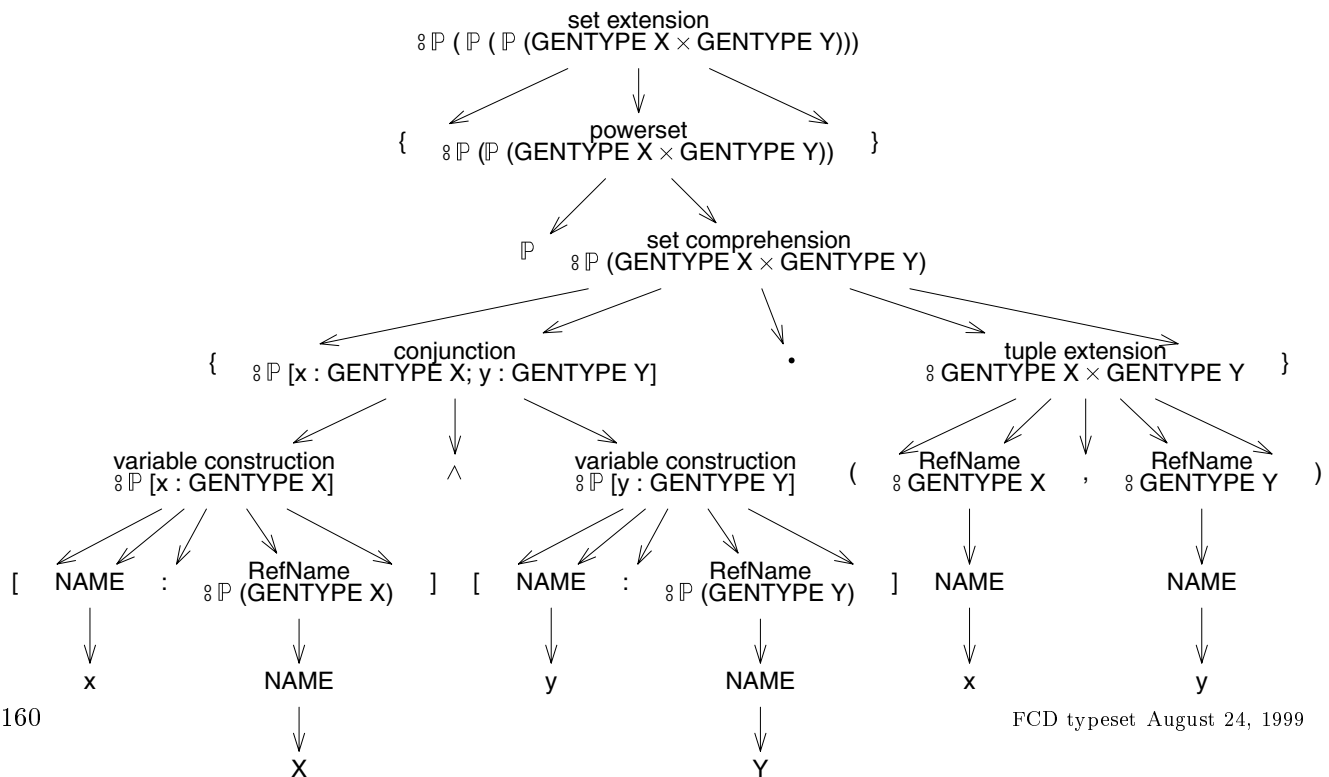 set extension
⦂ ℙ ( ℙ ( ℙ (GENTYPE X × GENTYPE Y)))
{ powerset }
⦂ ℙ (ℙ (GENTYPE X × GENTYPE Y))
ℙ set comprehension
⦂ ℙ (GENTYPE X × GENTYPE Y)
{ conjunction • tuple extension }
⦂ ℙ [x : GENTYPE X; y : GENTYPE Y] ⦂ GENTYPE X × GENTYPE Y
variable construction ∧ variable construction ( RefName , RefName )
⦂ ℙ [x : GENTYPE X] ⦂ ℙ [y : GENTYPE Y] ⦂ GENTYPE X ⦂ GENTYPE Y
[ NAME : RefName ] [ NAME : RefName ] NAME NAME
⦂ ℙ (GENTYPE X) ⦂ ℙ (GENTYPE Y)
x NAME y NAME x y
160 FCD typeset August 24, 1999
X Y